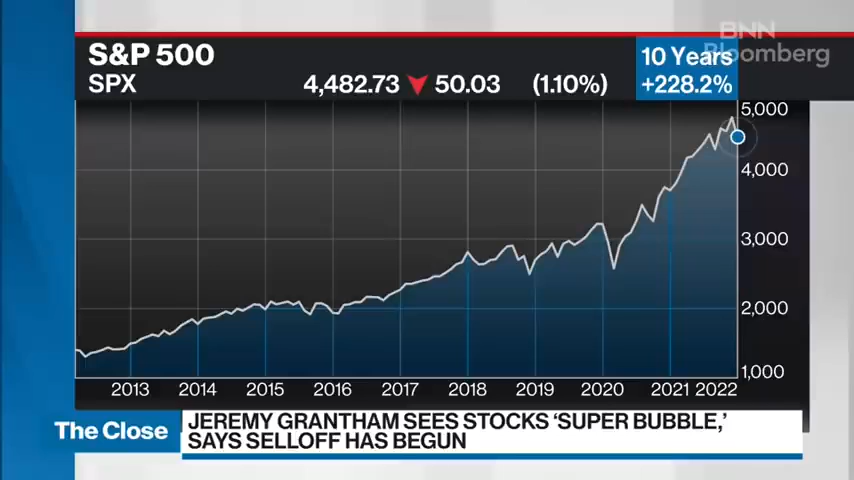 BNN
Bloomberg
S&P 500
SPX 4,482.73 50.03 (1.10%)
10 Years
+228.2%
5,000
4,000
3,000
2,000
1,000
2013 2014 2015 2016 2017 2018 2019 2020 2021 2022
The Close
JEREMY GRANTHAM SEES STOCKS ‘SUPER BUBBLE,’
SAYS SELLOFF HAS BEGUN